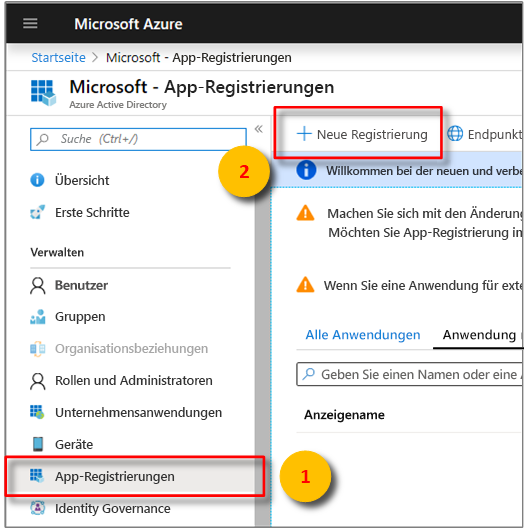 Microsoft Azure
Startseite > Microsoft - App-Registrierungen
Microsoft - App-Registrierungen
Azure Active Directory
Suche (Ctrl+/)
«
Übersicht
Erste Schritte
Verwalten
Benutzer
Gruppen
Organisationsbeziehungen
Rollen und Administratoren
Unternehmensanwendungen
Geräte
App-Registrierungen
Identity Governance
1
2
+ Neue Registrierung
Endpunkt
Willkommen bei der neuen und verbe
Machen Sie sich mit den Änderung
Möchten Sie App-Registrierung in
Wenn Sie eine Anwendung für exte
Alle Anwendungen Anwendung
Geben Sie einen Namen oder eine
Anzeigename